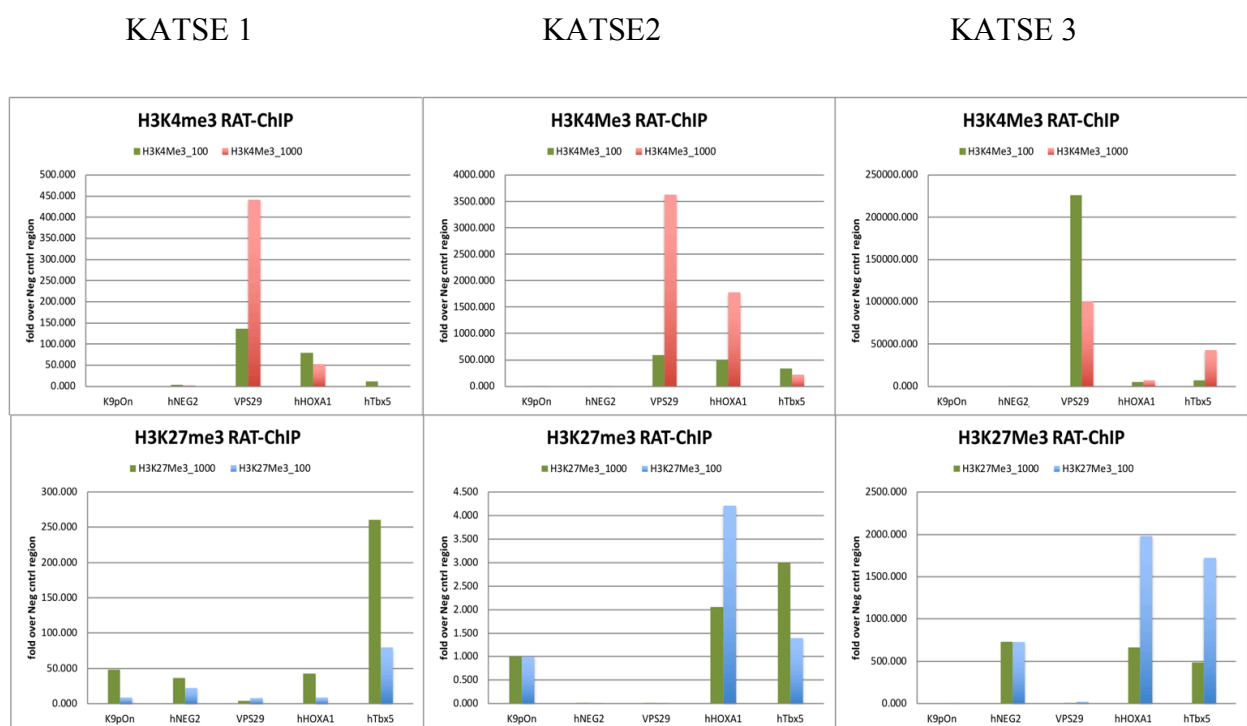 KATSE 1
KATSE2
KATSE 3
H3K4me3 RAT-ChIP
H3K4Me3_100 H3K4Me3_1000
fold over Neg cntrl region
500.000
450.000
400.000
350.000
300.000
250.000
200.000
150.000
100.000
50.000
0.000
K9pOn hNEG2 VPS29 hHOXA1 hTbx5
H3K4Me3 RAT-ChIP
H3K4Me3_100 H3K4Me3_1000
fold over Neg cntrl region
4000.000
3500.000
3000.000
2500.000
2000.000
1500.000
1000.000
500.000
0.000
K9pOn hNEG2 VPS29 hHOXA1 hTbx5
H3K4Me3 RAT-ChIP
H3K4Me3_100 H3K4Me3_1000
fold over Neg cntrl region
250000.000
200000.000
150000.000
100000.000
50000.000
0.000
K9pOn hNEG2 VPS29 hHOXA1 hTbx5
H3K27me3 RAT-ChIP
H3K27Me3_1000 H3K27Me3_100
fold over Neg cntrl region
300.000
250.000
200.000
150.000
100.000
50.000
0.000
K9pOn hNEG2 VPS29 hHOXA1 hTbx5
H3K27me3 RAT-ChIP
H3K27Me3_1000 H3K27Me3_100
fold over Neg cntrl region
4.500
4.000
3.500
3.000
2.500
2.000
1.500
1.000
0.500
0.000
K9pOn hNEG2 VPS29 hHOXA1 hTbx5
H3K27Me3 RAT-ChIP
H3K27Me3_1000 H3K27Me3_100
fold over Neg cntrl region
2500.000
2000.000
1500.000
1000.000
500.000
0.000
K9pOn hNEG2 VPS29 hHOXA1 hTbx5